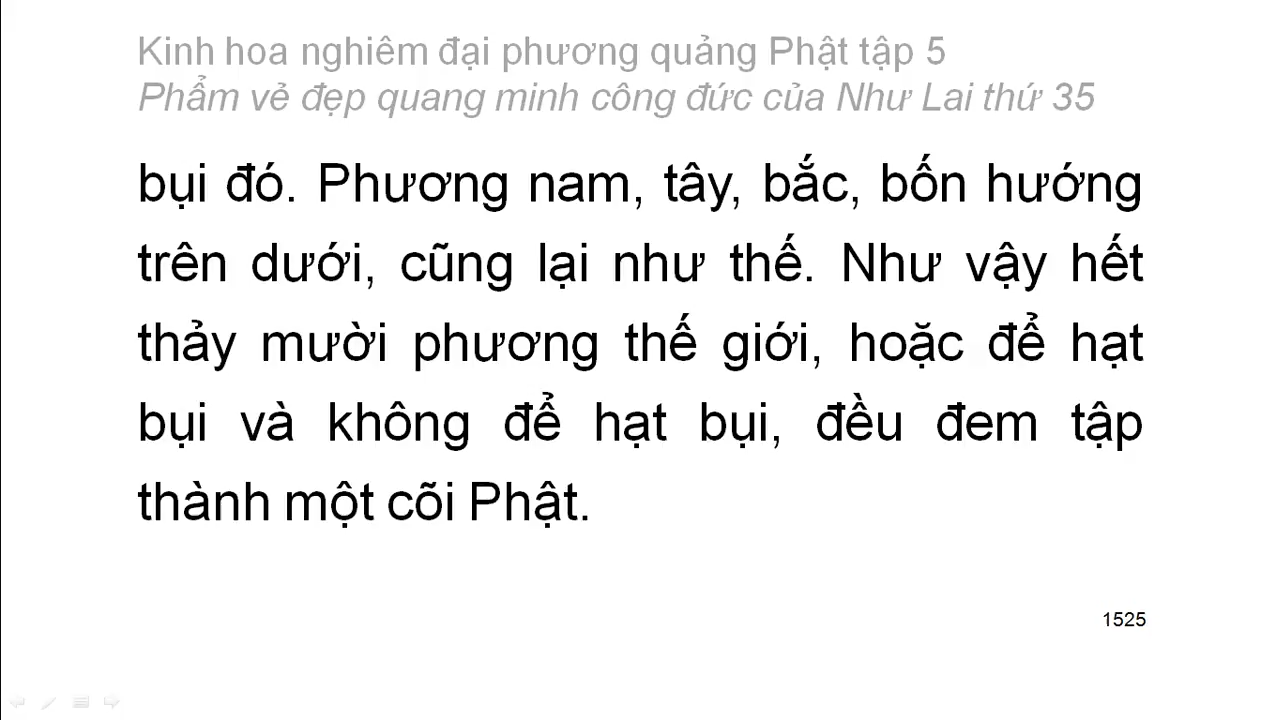 Kinh hoa nghiêm đại phương quảng Phật tập 5
Phẩm vẻ đẹp quang minh công đức của Như Lai thứ 35
bụi đó. Phương nam, tây, bắc, bốn hướng
trên dưới, cũng lại như thế. Như vậy hết
thảy mười phương thế giới, hoặc để hạt
bụi và không để hạt bụi, đều đem tập
thành một cõi Phật.
1525